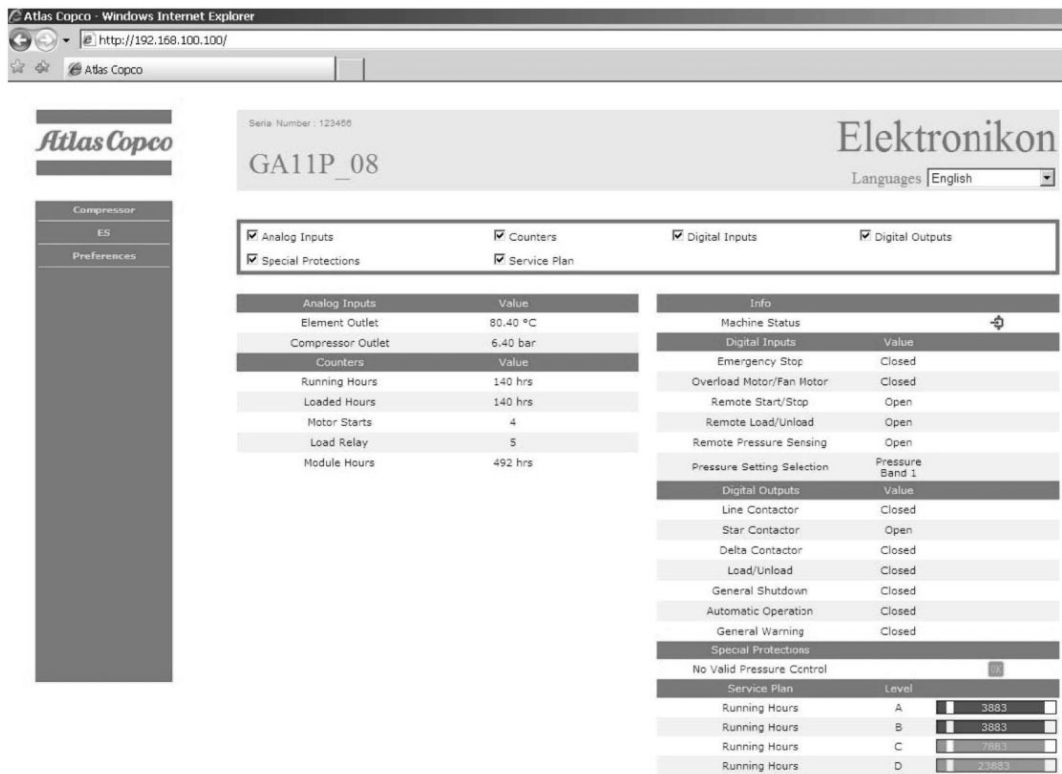 Atlas Copco - Windows Internet Explorer
http://192.168.100.100/
Atlas Copco
Atlas Copco
Seria Number : 123456
GA11P_08
Elektronikon
Languages English
Compressor
ES
Preferences
Analog Inputs Counters Digital Inputs Digital Outputs
Special Protections Service Plan
Analog Inputs Value
Element Outlet 80.40 °C
Compressor Outlet 6.40 bar
Counters Value
Running Hours 140 hrs
Loaded Hours 140 hrs
Motor Starts 4
Load Relay 5
Module Hours 492 hrs
Info
Machine Status
Digital Inputs Value
Emergency Stop Closed
Overload Motor/Fan Motor Closed
Remote Start/Stop Open
Remote Load/Unload Open
Remote Pressure Sensing Open
Pressure Setting Selection Pressure
Band 1
Digital Outputs Value
Line Contactor Closed
Star Contactor Open
Delta Contactor Closed
Load/Unload Closed
General Shutdown Closed
Automatic Operation Closed
General Warning Closed
Special Protections
No Valid Pressure Control OK
Service Plan Level
Running Hours A 3883
Running Hours B 3883
Running Hours C 7883
Running Hours D 23883